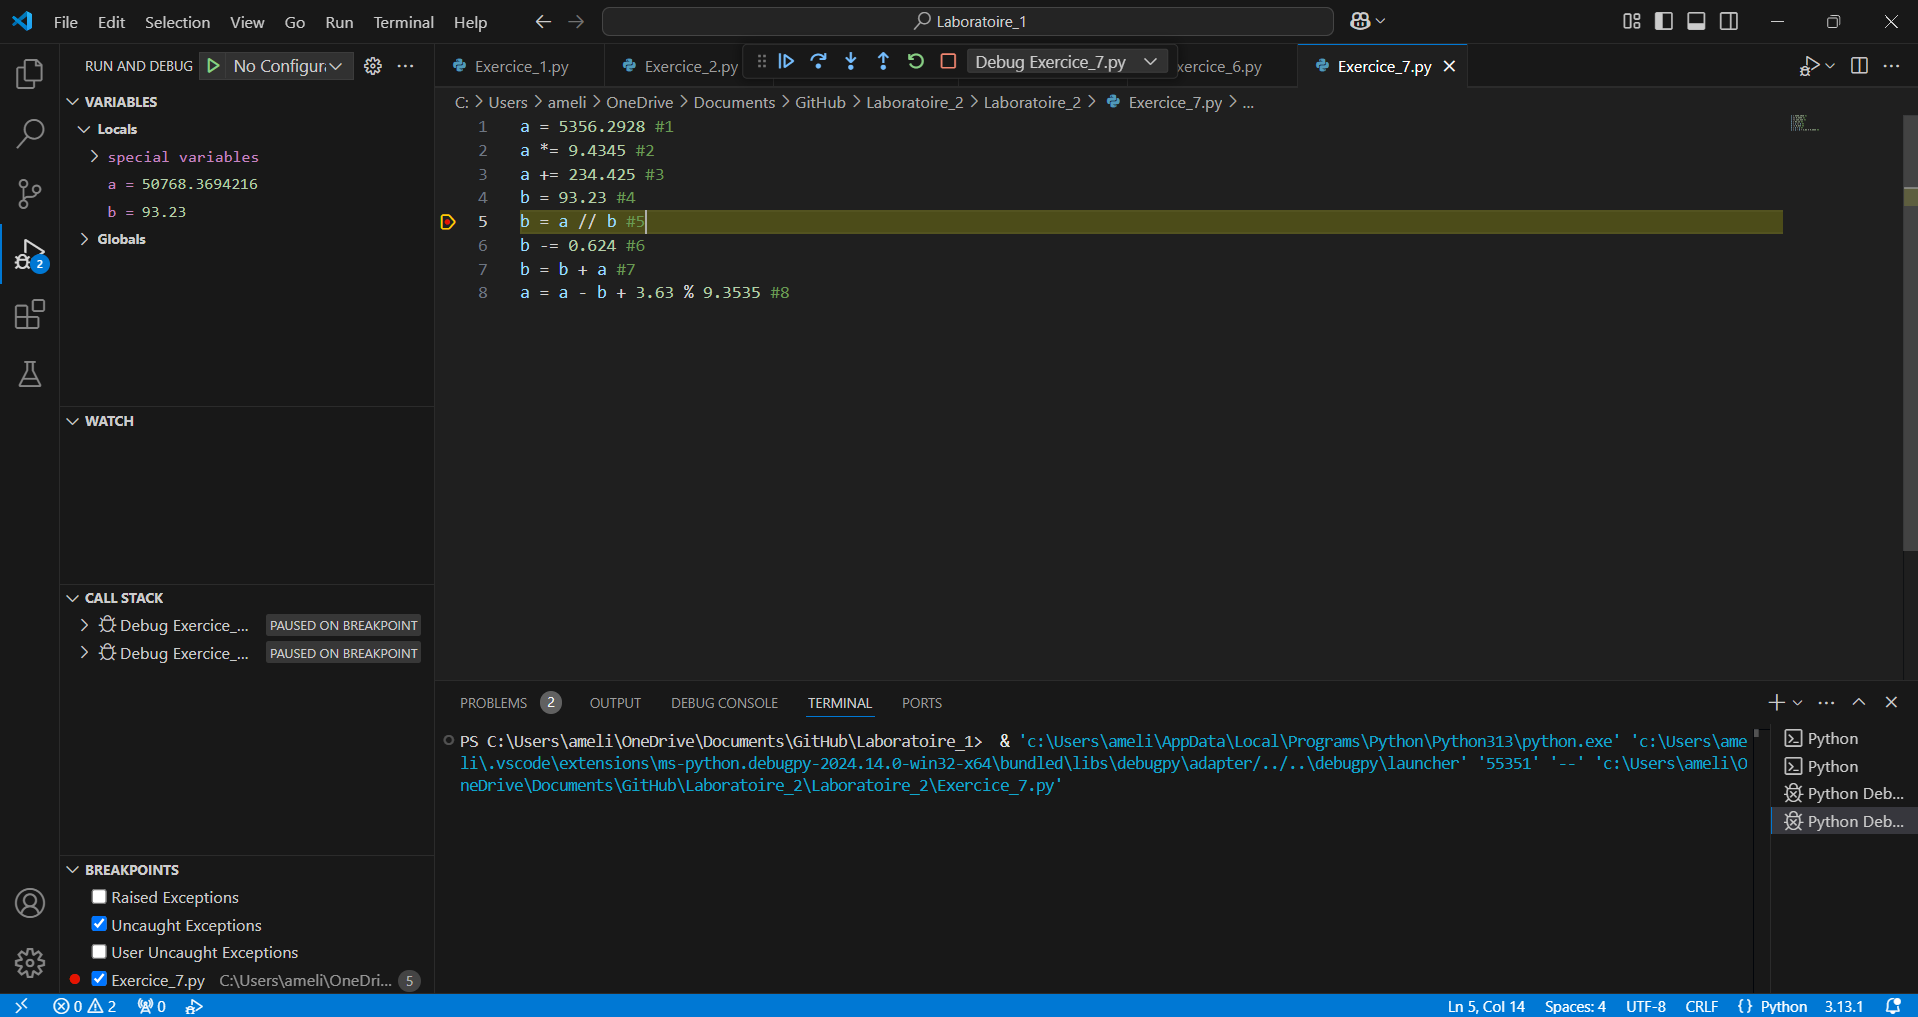 File Edit Selection View Go Run Terminal Help
Laboratoire_1
RUN AND DEBUG No Configur
Exercice_1.py
Exercice_2.py
Debug Exercice_7.py
xercice_6.py
Exercice_7.py
VARIABLES
Locals
special variables
a = 50768.3694216
b = 93.23
Globals
C: > Users > ameli > OneDrive > Documents > GitHub > Laboratoire_2 > Laboratoire_2 > Exercice_7.py > ...
1 a = 5356.2928 #1
2 a *= 9.4345 #2
3 a += 234.425 #3
4 b = 93.23 #4
5 b = a // b #5
6 b -= 0.624 #6
7 b = b + a #7
8 a = a - b + 3.63 % 9.3535 #8
WATCH
CALL STACK
Debug Exercice_... PAUSED ON BREAKPOINT
Debug Exercice_... PAUSED ON BREAKPOINT
BREAKPOINTS
Raised Exceptions
Uncaught Exceptions
User Uncaught Exceptions
Exercice_7.py C:\Users\ameli\OneDri... 5
2
PROBLEMS 2 OUTPUT DEBUG CONSOLE TERMINAL PORTS
PS C:\Users\ameli\OneDrive\Documents\GitHub\Laboratoire_1> & 'c:\Users\ameli\AppData\Local\Programs\Python\Python313\python.exe' 'c:\Users\ame
li\.vscode\extensions\ms-python.debugpy-2024.14.0-win32-x64\bundled\libs\debugpy\adapter/../..\debugpy\launcher' '55351' '--' 'c:\Users\ameli\O
neDrive\Documents\GitHub\Laboratoire_2\Laboratoire_2\Exercice_7.py'
Python
Python
Python Deb...
Python Deb...
0 2 0
Ln 5, Col 14 Spaces: 4 UTF-8 CRLF {} Python 3.13.1